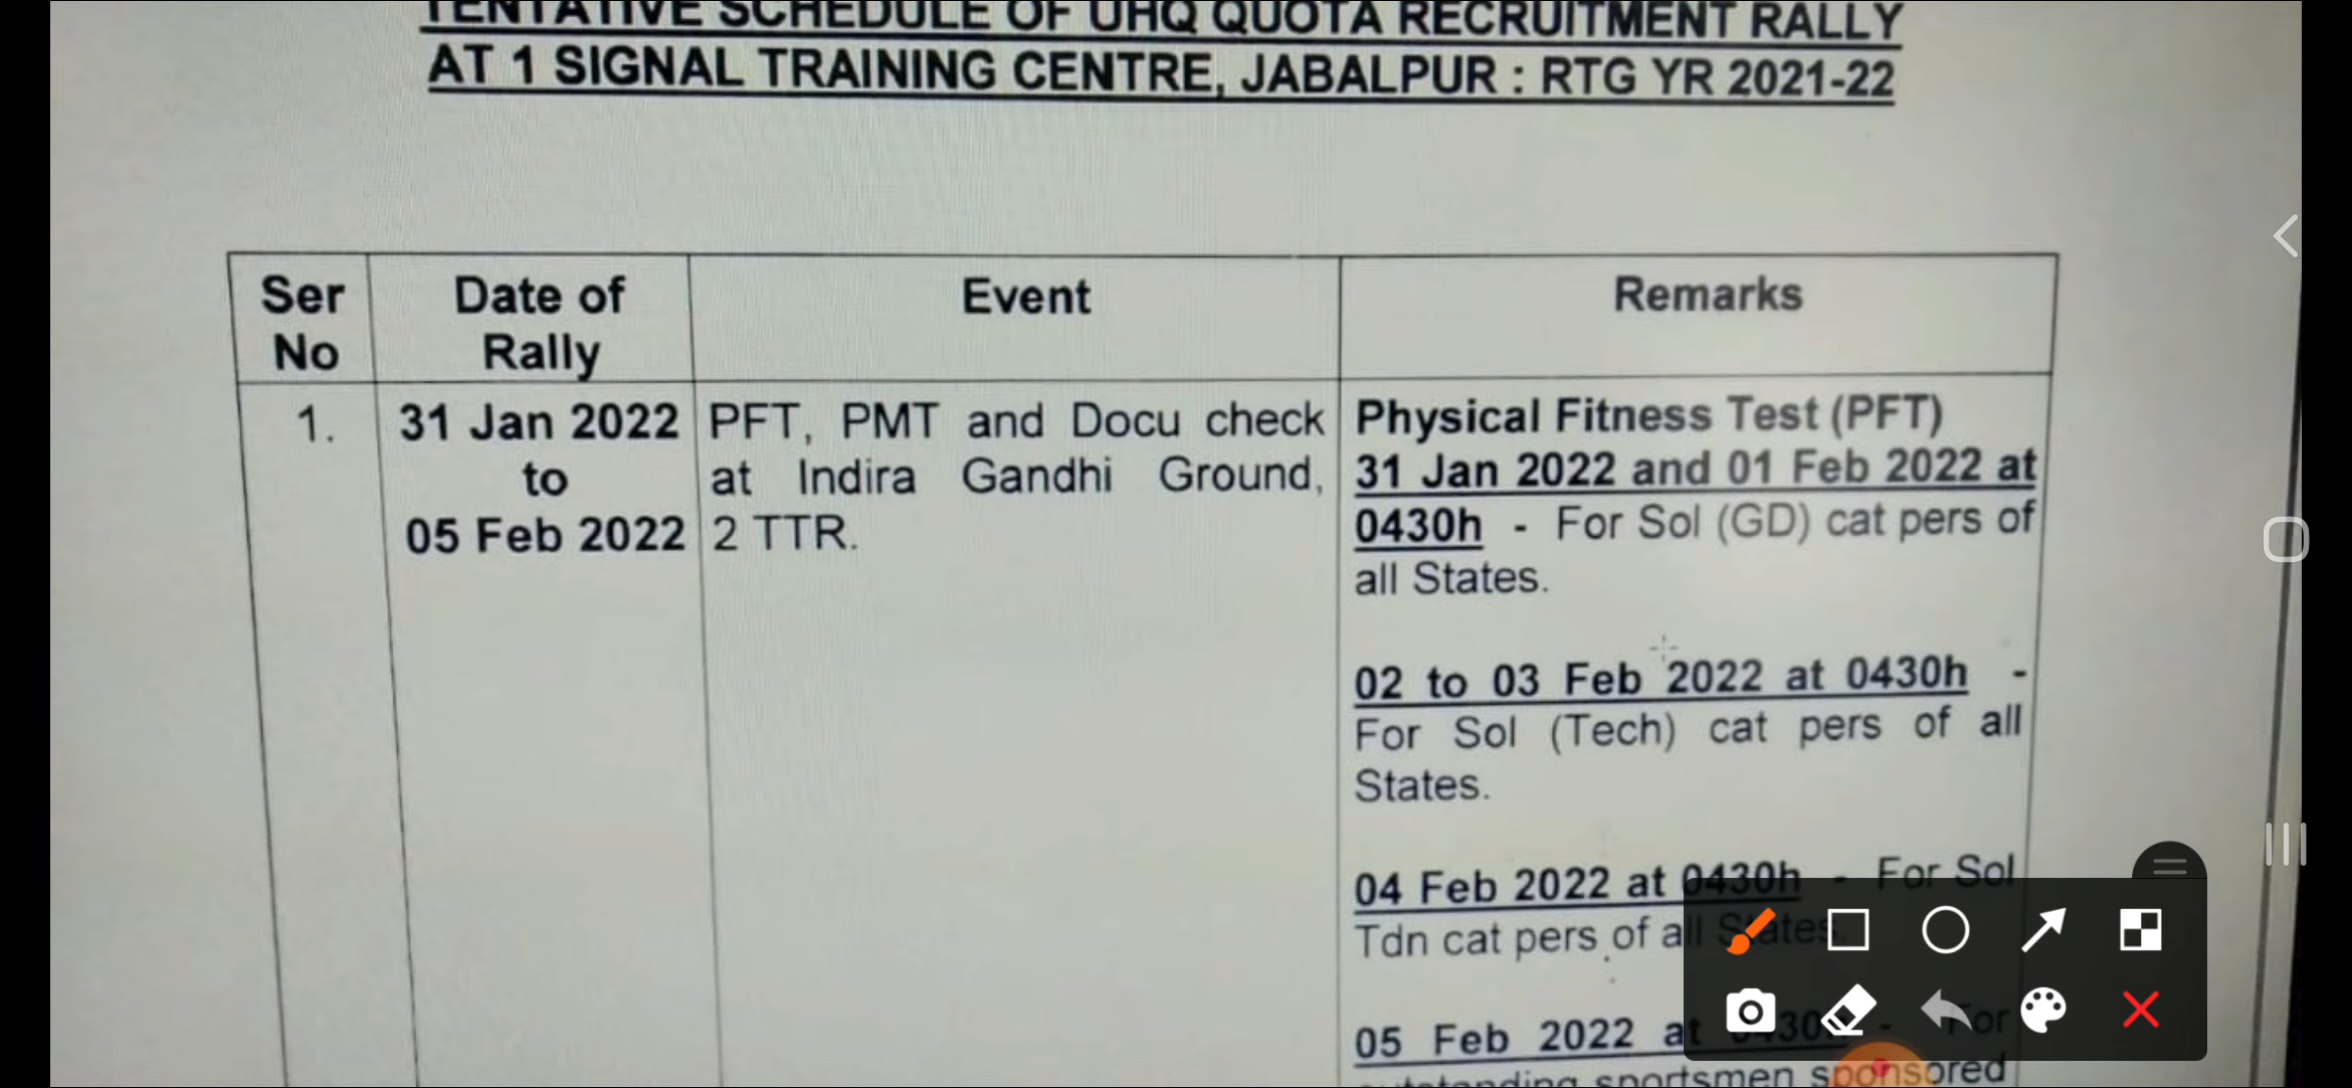 TENTATIVE SCHEDULE OF UHQ QUOTA RECRUITMENT RALLY
AT 1 SIGNAL TRAINING CENTRE, JABALPUR : RTG YR 2021-22
Ser No
Date of Rally
Event
Remarks
1.
31 Jan 2022
to
05 Feb 2022
PFT, PMT and Docu check
at Indira Gandhi Ground,
2 TTR.
Physical Fitness Test (PFT)
31 Jan 2022 and 01 Feb 2022 at
0430h - For Sol (GD) cat pers of
all States.
02 to 03 Feb 2022 at 0430h -
For Sol (Tech) cat pers of all
States.
04 Feb 2022 at 0430h - For Sol
Tdn cat pers of all States.
05 Feb 2022 at 0430h - For
outstanding sportsmen sponsored